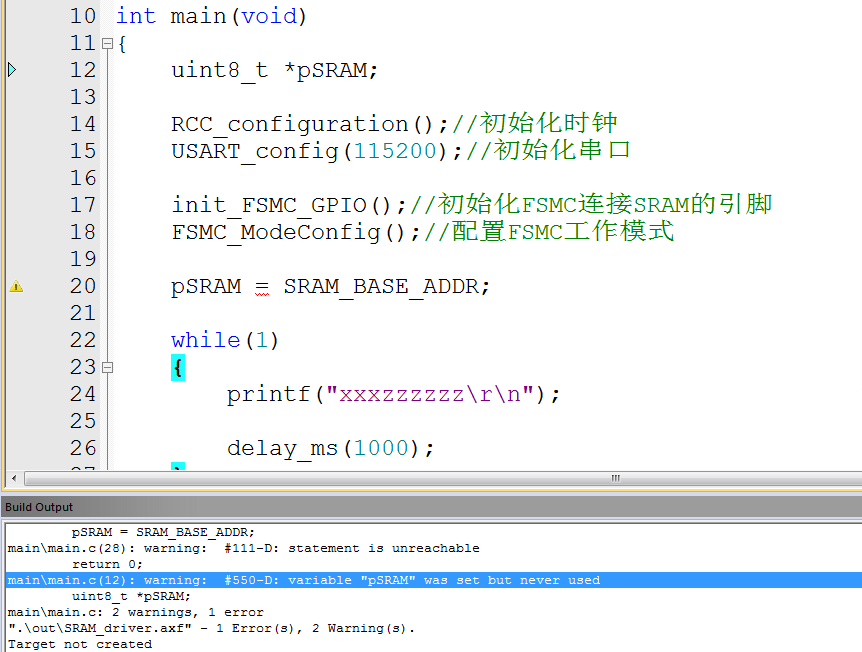 10 int main(void)
11 {
12 uint8_t *pSRAM;
13
14 RCC_configuration();//初始化时钟
15 USART_config(115200);//初始化串口
16
17 init_FSMC_GPIO();//初始化FSMC连接SRAM的引脚
18 FSMC_ModeConfig();//配置FSMC工作模式
19
20 pSRAM = SRAM_BASE_ADDR;
21
22 while(1)
23 {
24 printf("xxxzzzzzz\r\n");
25
26 delay_ms(1000);
Build Output
pSRAM = SRAM_BASE_ADDR;
main\main.c(28): warning:  #111-D: statement is unreachable
return 0;
main\main.c(12): warning:  #550-D: variable "pSRAM" was set but never used
uint8_t *pSRAM;
main\main.c: 2 warnings, 1 error
".\out\SRAM_driver.axf" - 1 Error(s), 2 Warning(s).
Target not created